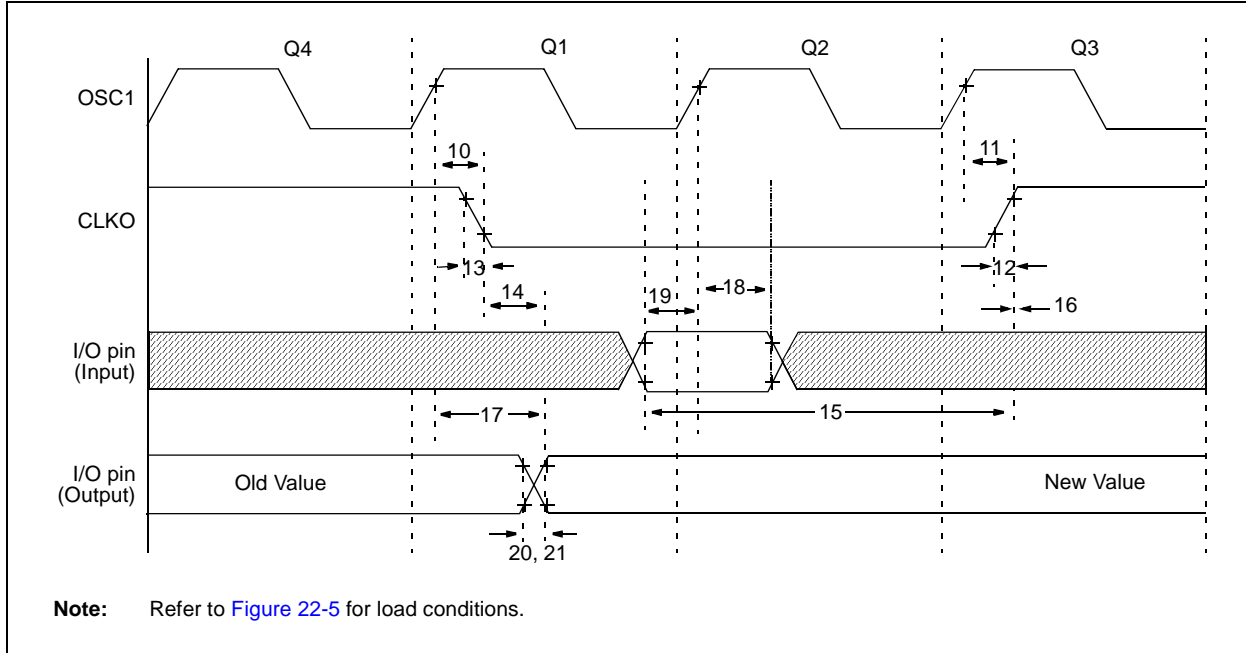 Q4 Q1 Q2 Q3
OSC1
10 11
CLKO
13 12
14 19 18 16
I/O pin
(Input)
17 15
I/O pin
(Output)
Old Value New Value
20, 21
Note: Refer to Figure 22-5 for load conditions.